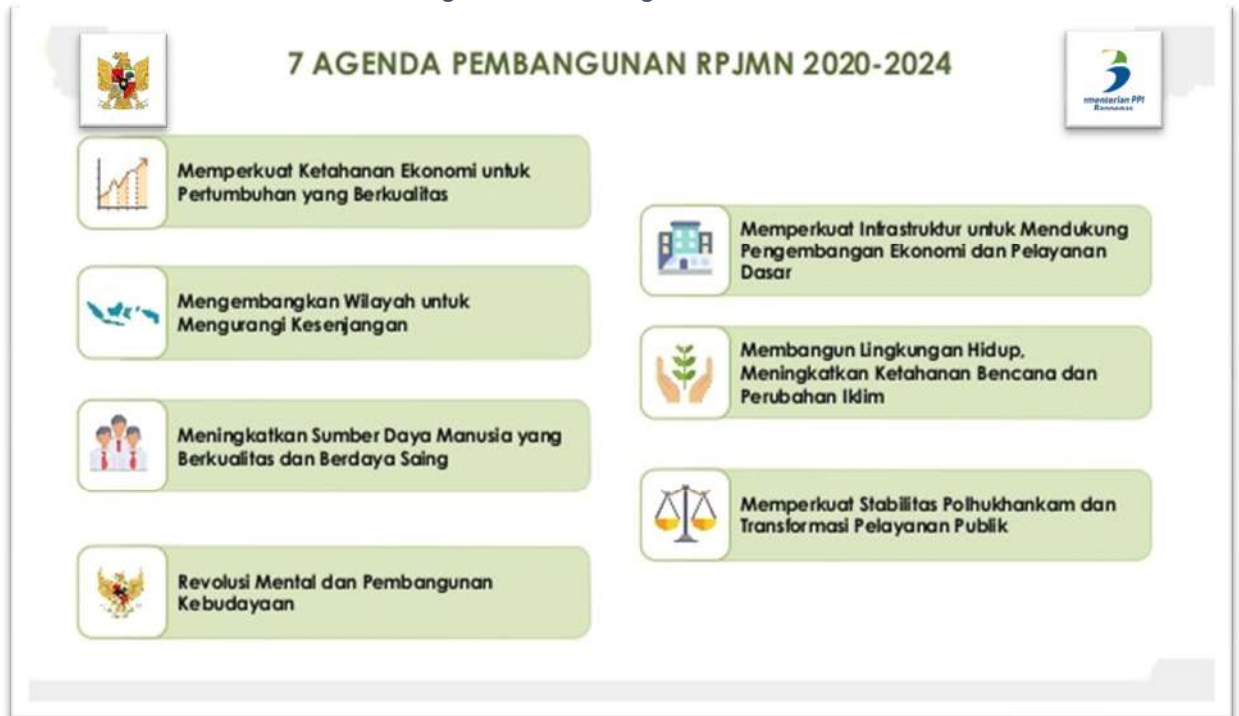 7 AGENDA PEMBANGUNAN RPJMN 2020-2024
ementerian PPN
Bappenas
Memperkuat Ketahanan Ekonomi untuk
Pertumbuhan yang Berkualitas
Mengembangkan Wilayah untuk
Mengurangi Kesenjangan
Meningkatkan Sumber Daya Manusia yang
Berkualitas dan Berdaya Saing
Revolusi Mental dan Pembangunan
Kebudayaan
Memperkuat Infrastruktur untuk Mendukung
Pengembangan Ekonomi dan Pelayanan
Dasar
Membangun Lingkungan Hidup,
Meningkatkan Ketahanan Bencana dan
Perubahan Iklim
Memperkuat Stabilitas Polhukhankam dan
Transformasi Pelayanan Publik